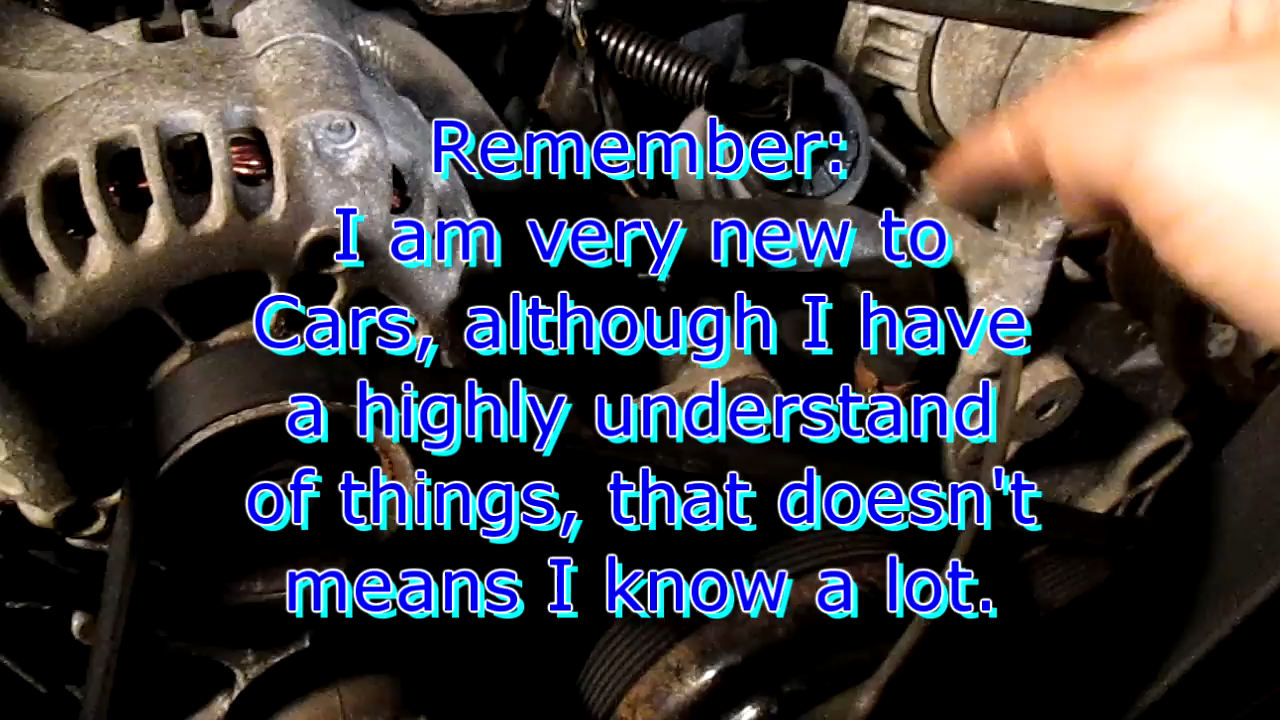 Remember:
I am very new to
Cars, although I have
a highly understand
of things, that doesn't
means I know a lot.